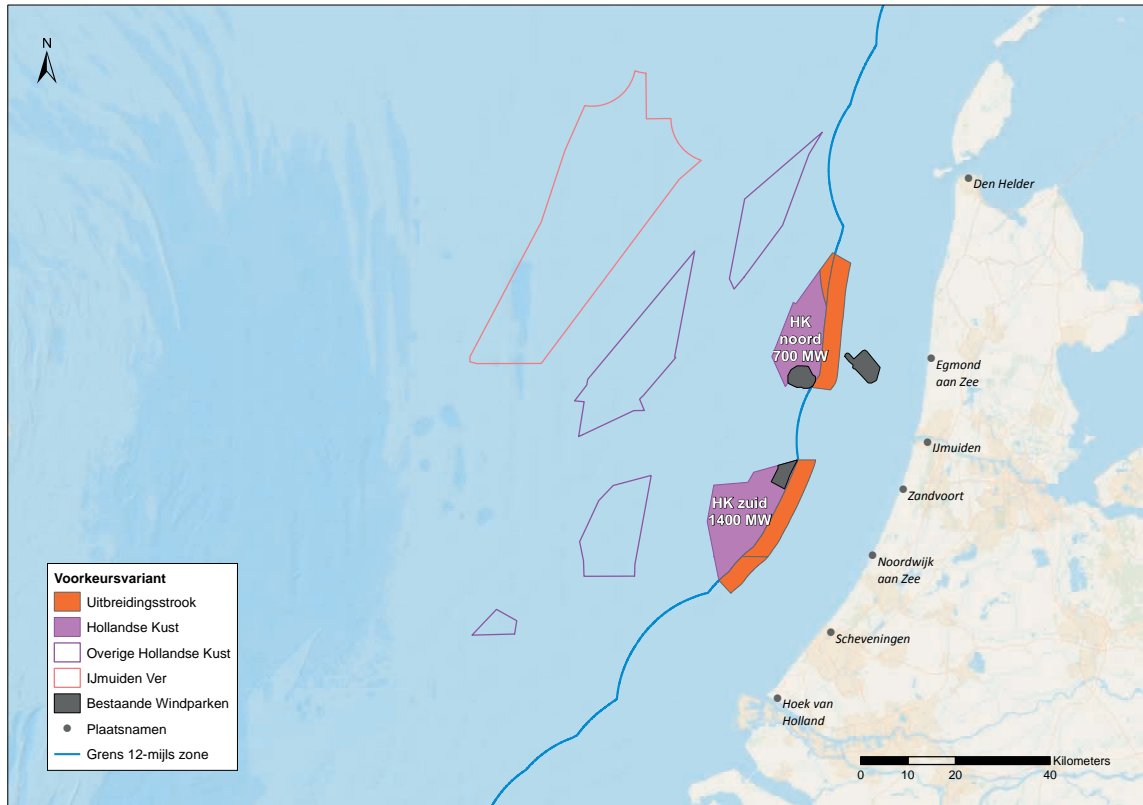 N
Den Helder
HK
noord
700 MW
Egmond
aan Zee
IJmuiden
Zandvoort
HK zuid
1400 MW
Noordwijk
aan Zee
Scheveningen
Hoek van
Holland
Voorkeursvariant
Uitbreidingsstrook
Hollandse Kust
Overige Hollandse Kust
IJmuiden Ver
Bestaande Windparken
Plaatsnamen
Grens 12-mijls zone
Kilometers
0 10 20 40